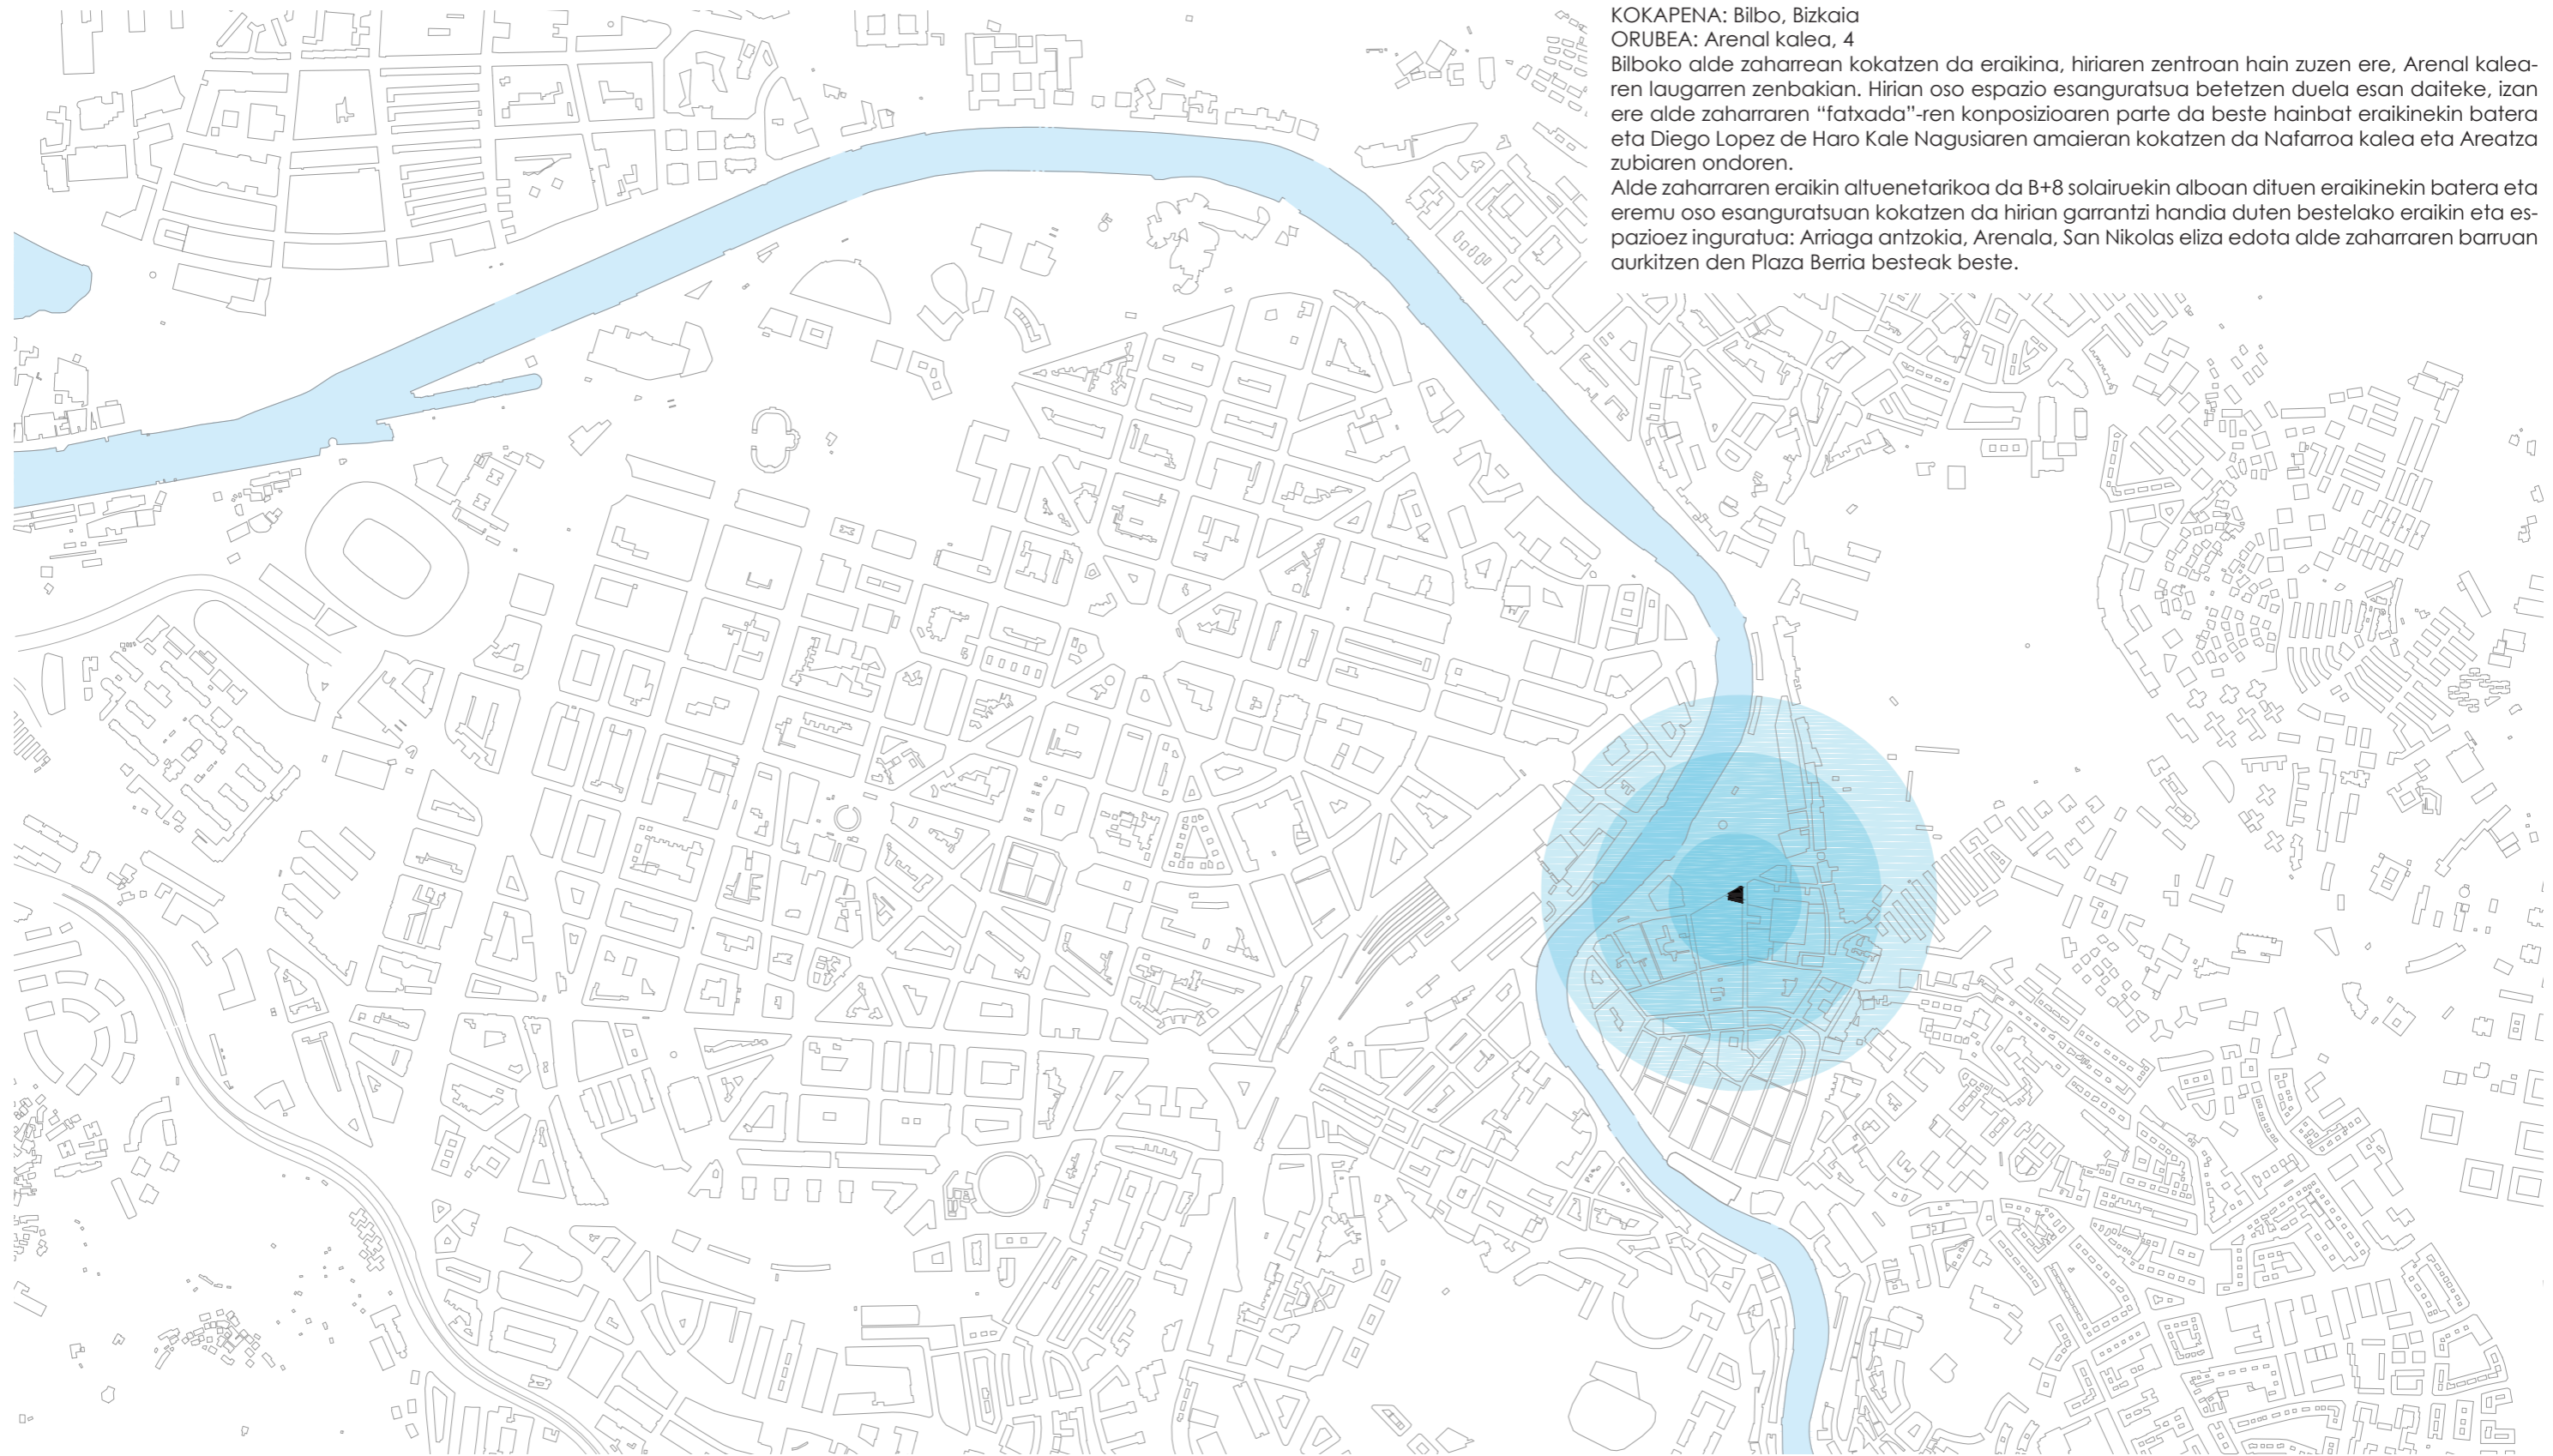 KOKAPENA: Bilbo, Bizkaia
ORUBEA: Arenal kalea, 4
Bilboko alde zaharrean kokatzen da eraikina, hiriaren zentroan hain zuzen ere, Arenal kalea-
ren laugarren zenbakian. Hirian oso espazio esanguratsua betetzen duela esan daiteke, izan
ere alde zaharraren “fatxada”-ren konposizioaren parte da beste hainbat eraikinekin batera
eta Diego Lopez de Haro Kale Nagusiaren amaieran kokatzen da Nafarroa kalea eta Areatza
zubiaren ondoren.
Alde zaharraren eraikin altuenetarikoa da B+8 solairuekin alboan dituen eraikinekin batera eta
eremu oso esanguratsuan kokatzen da hirian garrantzi handia duten bestelako eraikin eta es-
pazioez inguratua: Arriaga antzokia, Arenala, San Nikolas eliza edota alde zaharraren barruan
aurkitzen den Plaza Berria besteak beste.